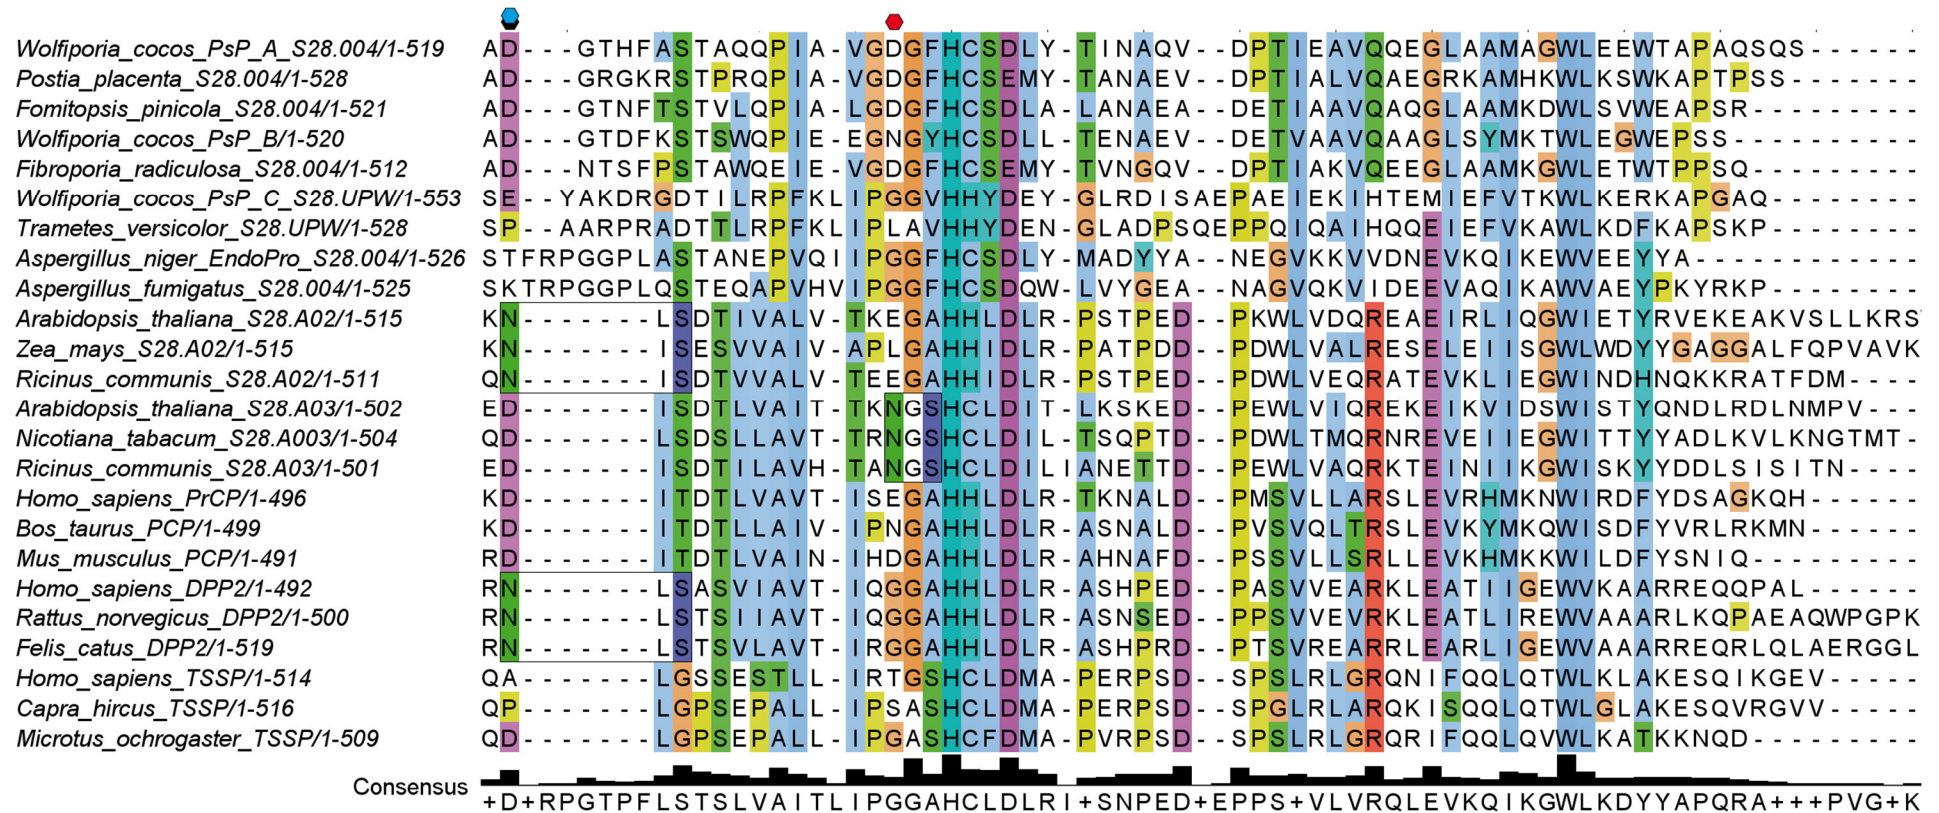 Wolfiporia_cocos_PsP_A_S28.004/1-519 AD---GTHFASTAQQPIA-VGDGFHCSDLY-TINAQV--DPTIEAVQQEGLAAMAGWLEEWTAPAQSQS------
Postia_placenta_S28.004/1-528 AD---GRGKRSTPRQPIA-VGDGFHCSEMY-TANAEV--DPTIALVQAEGRKAMHKWLKSWKAPTPSS-------
Fomitopsis_pinicola_S28.004/1-521 AD---GTNFTSTVLQPIA-LGDGFHCSDLA-LANAEA--DETIAAVQAQGLAAMKDWLSVWEAPSR---------
Wolfiporia_cocos_PsP_B/1-520 AD---GTDFKSTSWQPIE-EGNGYHCSDLL-TENAEV--DETVAAVQAAGLSYMKTWLEGWEPSS----------
Fibroporia_radiculosa_S28.004/1-512 AD---NTSFPSTAWQEIE-VGDGFHCSEMY-TVNGQV--DPTIAKVQEEGLAAMKGWLETWTPPSQ---------
Wolfiporia_cocos_PsP_C_S28.UPW/1-553 SE--YAKDRGDTILRPFKLIPGGVHHYDEY-GLRDISAEPAEIEKIHTEMIEFVTKWLKERKAPGAQ--------
Trametes_versicolor_S28.UPW/1-528 SP--AARPRADTTLRPFKLIPLAVHHYDEN-GLADPSQEPPQIQAIHQQEIEFVKAWLKDFKAPSKP--------
Aspergillus_niger_EndoPro_S28.004/1-526 STFRPGGPLASTANEPVQIIPGGFHCSDLY-MADYYA--NEGVKKVVDNEVKQIKEWVEEYYA------------
Aspergillus_fumigatus_S28.004/1-525 SKTRPGGPLQSTEQAPVHVIPGGFHCSDQW-LVYGEA--NAGVQKVIDEEVAQIKAWVAEYPKYRKP--------
Arabidopsis_thaliana_S28.A02/1-515 KN-------LSDTIVALV-TKEGAHHLDLR-PSTPED--PKWLVDQREAEIRLIQGWIETYRVEKEAKVSLLKRS
Zea_mays_S28.A02/1-515 KN-------ISESVVAIV-APLGAHHIDLR-PATPDD--PDWLVALRESELEIISGWLWDYYGAGGALFQPVAVK
Ricinus_communis_S28.A02/1-511 QN-------ISDTVVALV-TEEGAHHIDLR-PSTPED--PDWLVEQRATEVKLIEGWINDHNQKKRATFDM----
Arabidopsis_thaliana_S28.A03/1-502 ED-------ISDTLVAIT-TKNGSHCLDIT-LKSKED--PEWLVIQREKEIKVIDSWISTYQNDLRDLNMPV---
Nicotiana_tabacum_S28.A003/1-504 QD-------LSDSLLAVT-TRNGSHCLDIL-TSQPTD--PDWLTMQRNREVEIIEGWITTYYADLKVLKNGTMT-
Ricinus_communis_S28.A03/1-501 ED-------ISDTILAVH-TANGSHCLDILIANETTD--PEWLVAQRKTEINIIKGWISKYYDDLSISITN----
Homo_sapiens_PrCP/1-496 KD-------ITDTLVAVT-ISEGAHHLDLR-TKNALD--PMSVLLARSLEVRHMKNWIRDFYDSAGKQH------
Bos_taurus_PCP/1-499 KD-------ITDTLLAIV-IPNGAHHLDLR-ASNALD--PVSVQLTRSLEVKYMKQWISDFYVRLRKMN------
Mus_musculus_PCP/1-491 RD-------ITDTLVAIN-IHDGAHHLDLR-AHNAFD--PSSVLLSRLLEVKHMKKWILDFYSNIQ---------
Homo_sapiens_DPP2/1-492 RN-------LSASVIAVT-IQGGAHHLDLR-ASHPED--PASVVEARKLEATIIGEWVKAARREQQPAL------
Rattus_norvegicus_DPP2/1-500 RN-------LSTSIIAVT-IQGGAHHLDLR-ASNSED--PPSVVEVRKLEATLIREWVAAARLKQPAEAQWPGPK
Felis_catus_DPP2/1-519 RN-------LSTSVLAVT-IRGGAHHLDLR-ASHPRD--PTSVREARRLEARLIGEWVAAARREQRLQLAERGGL
Homo_sapiens_TSSP/1-514 QA-------LGSSESTLL-IRTGSHCLDMA-PERPSD--SPSLRLGRQNIFQQLQTWLKLAKESQIKGEV-----
Capra_hircus_TSSP/1-516 QP-------LGPSEPALL-IPSASHCLDMA-PERPSD--SPGLRLARQKISQQLQTWLGLAKESQVRGVV-----
Microtus_ochrogaster_TSSP/1-509 QD-------LGPSEPALL-IPGASHCFDMA-PVRPSD--SPSLRLGRQRIFQQLQVWLKATKKNQD---------
Consensus +D+RPGTPFLSTSLVAITLIPGGAHCLDLRI+SNPED+EPPS+VLVRQLEVKQIKGWLKDYYAPQRA+++PVG+K